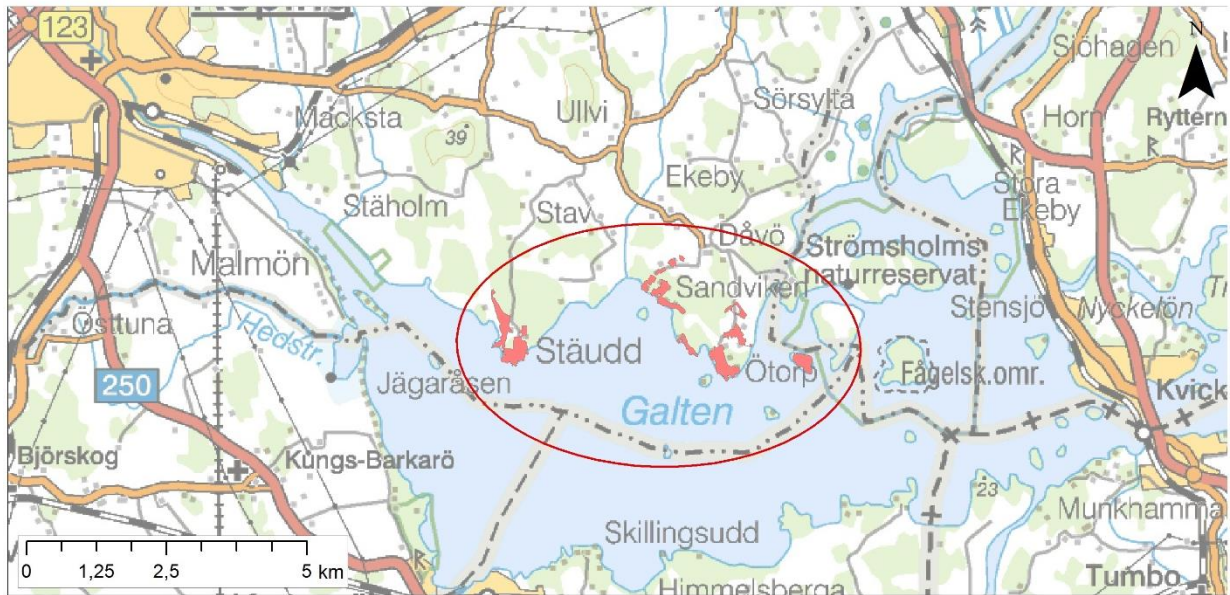 Köping
123
N
Sjöhagen
Sörsylta
Ullvi
Macksta
39
Horn
Ryttern
Ekeby
Stora
Ekeby
Stäholm
Stav
Dåvö
Strömsholms
naturreservat
Malmön
Sandviken
Stensjö
Nyckelön
Östtuna
Hedstr.
Stäudd
Ötorp
Fågelsk.omr.
250
Jägaråsen
Galten
Kvick
Björskog
Kungs-Barkarö
23
Munkhamma
Skillingsudd
0
1,25
2,5
5 km
Himmelsberga
Tumbo